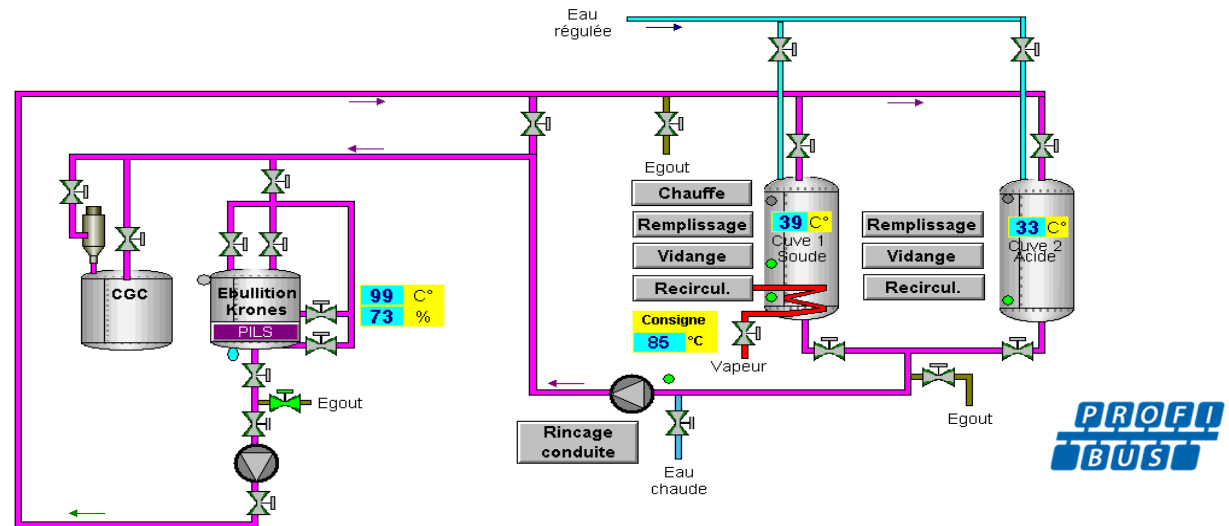 Eau
régulée
Egout
Chauffe
Remplissage
Vidange
Recircul.
39 C°
Cuve 1
Soude
Remplissage
Vidange
Recircul.
33 C°
Cuve 2
Acide
CGC
Ebullition
Krones
PILS
99 C°
73 %
Consigne
85 °C
Vapeur
Egout
Egout
Rincage
conduite
Eau
chaude
PROFI
BUS